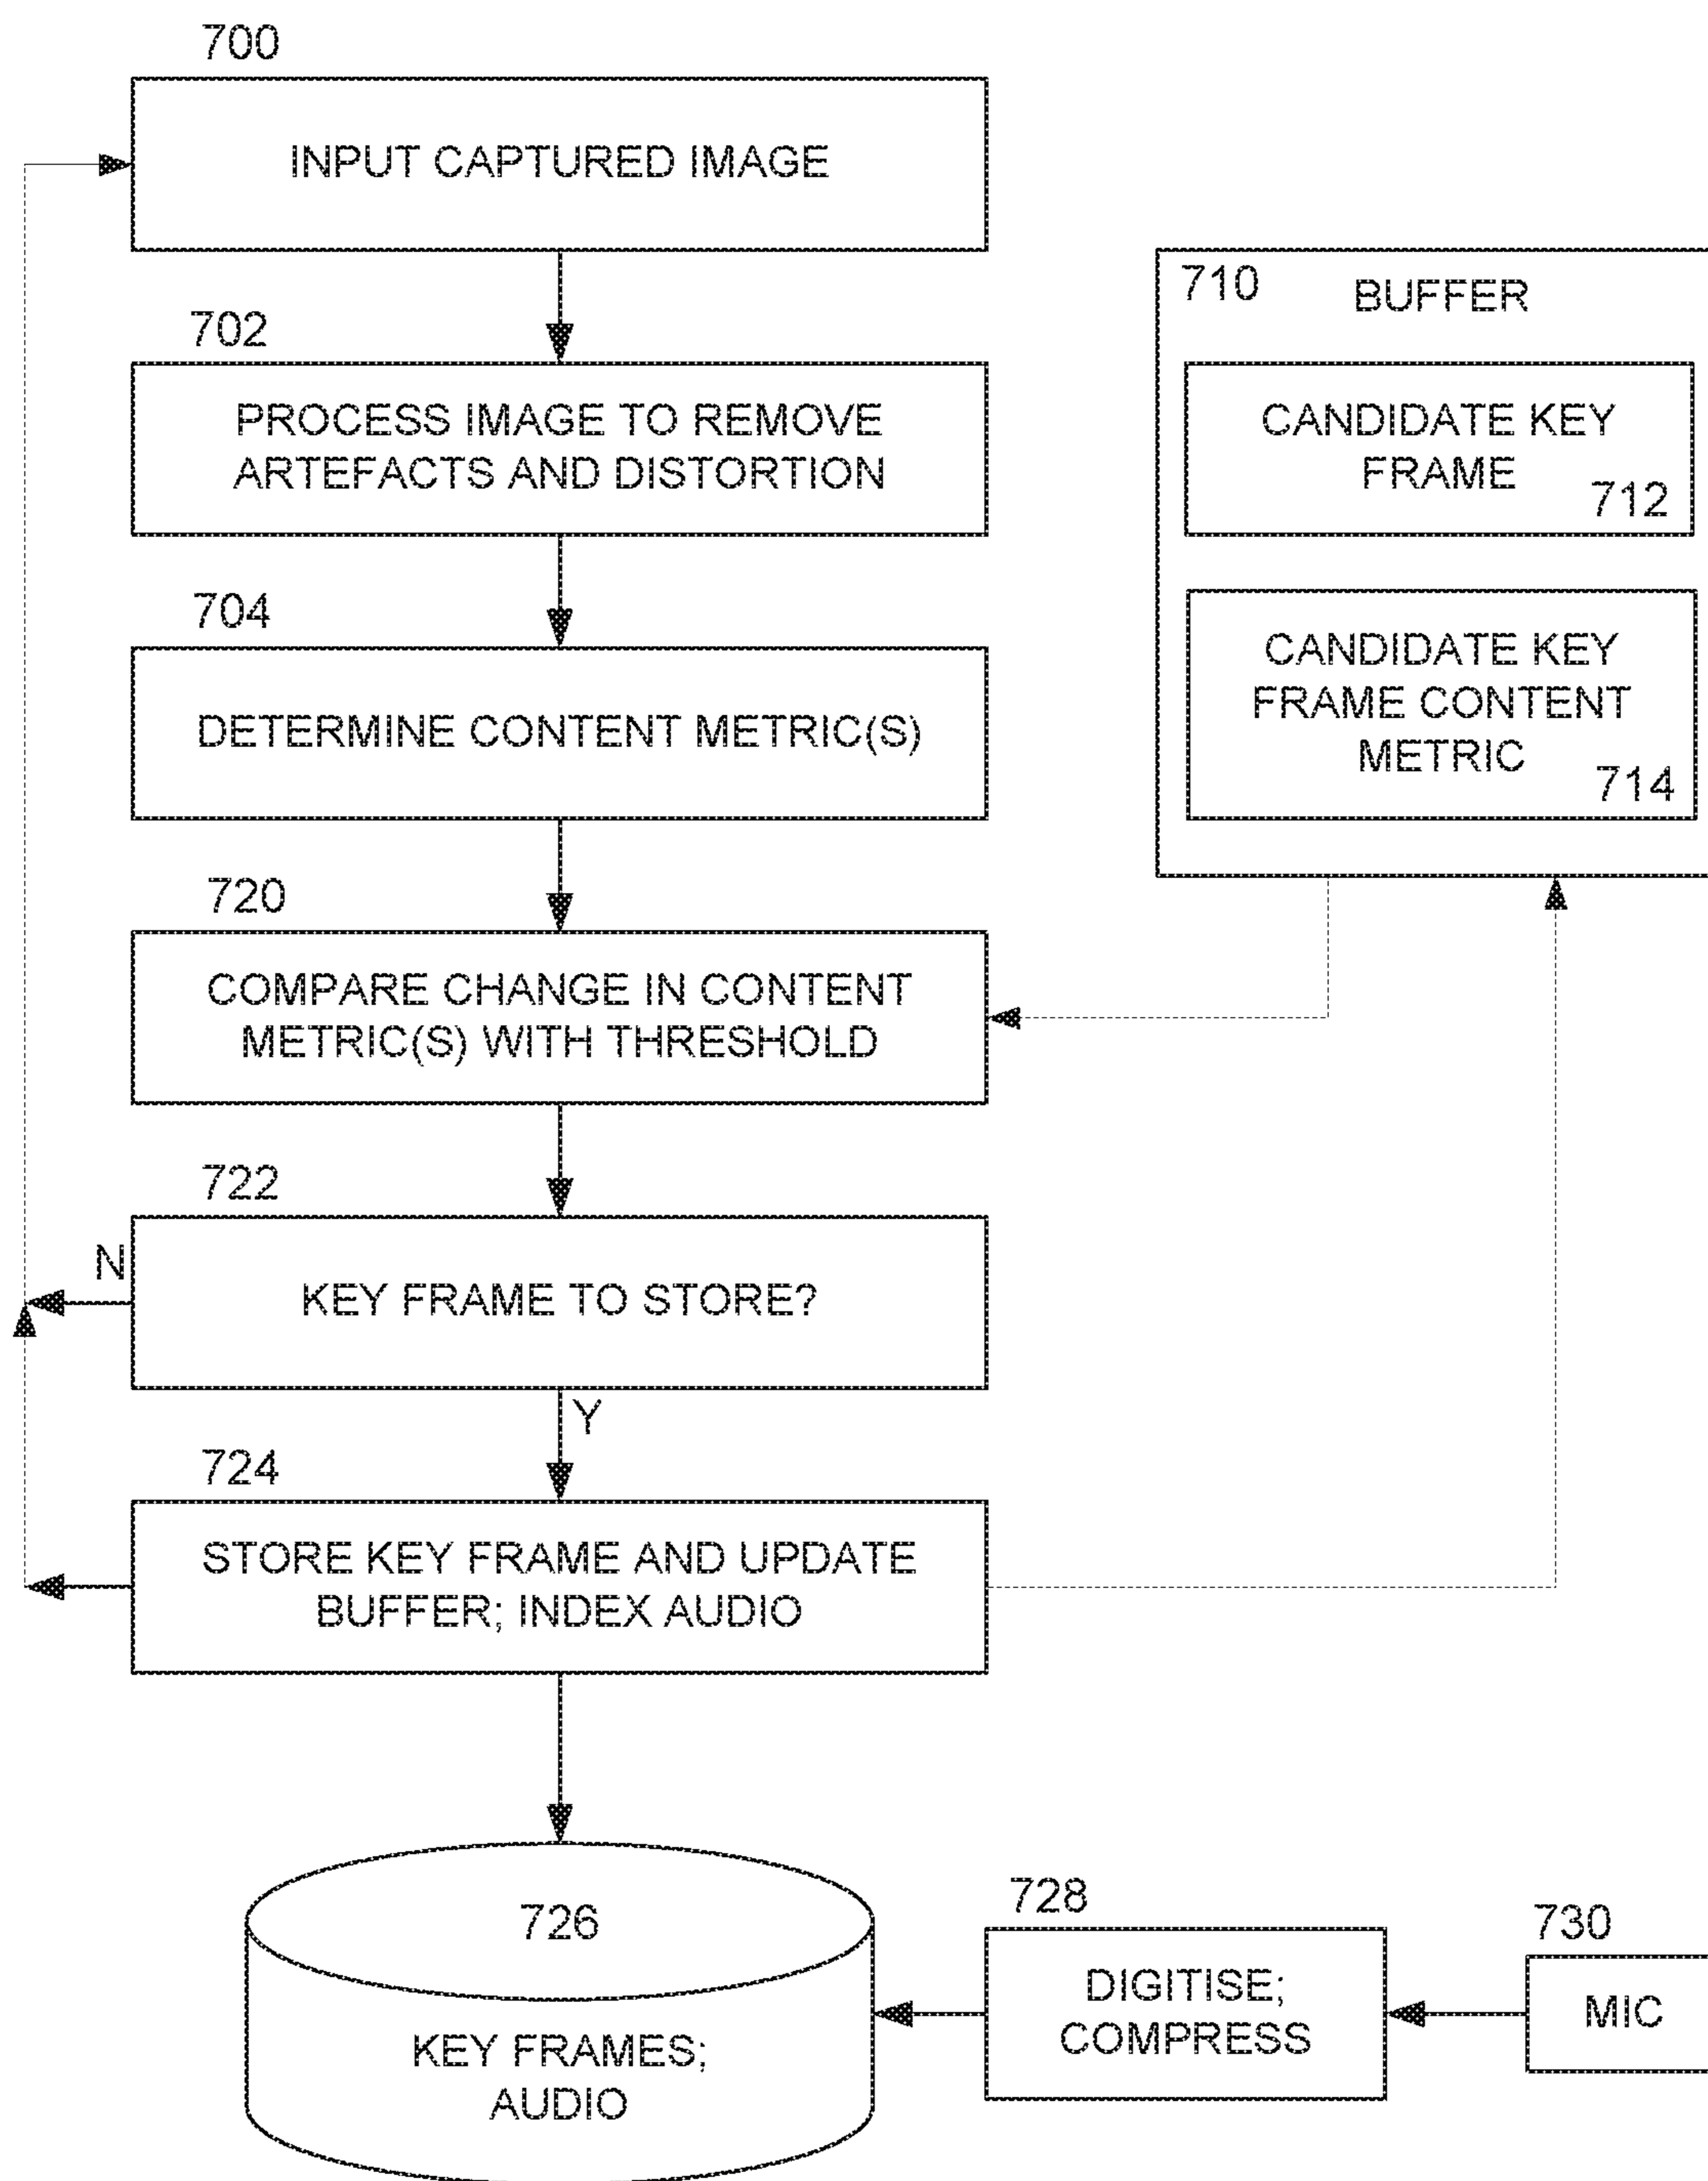 700
INPUT CAPTURED IMAGE
702
PROCESS IMAGE TO REMOVE
ARTEFACTS AND DISTORTION
704
DETERMINE CONTENT METRIC(S)
710
BUFFER
CANDIDATE KEY
FRAME
712
CANDIDATE KEY
FRAME CONTENT
METRIC
714
720
COMPARE CHANGE IN CONTENT
METRIC(S) WITH THRESHOLD
722
N
KEY FRAME TO STORE?
Y
724
STORE KEY FRAME AND UPDATE
BUFFER; INDEX AUDIO
726
KEY FRAMES;
AUDIO
728
DIGITISE;
COMPRESS
730
MIC